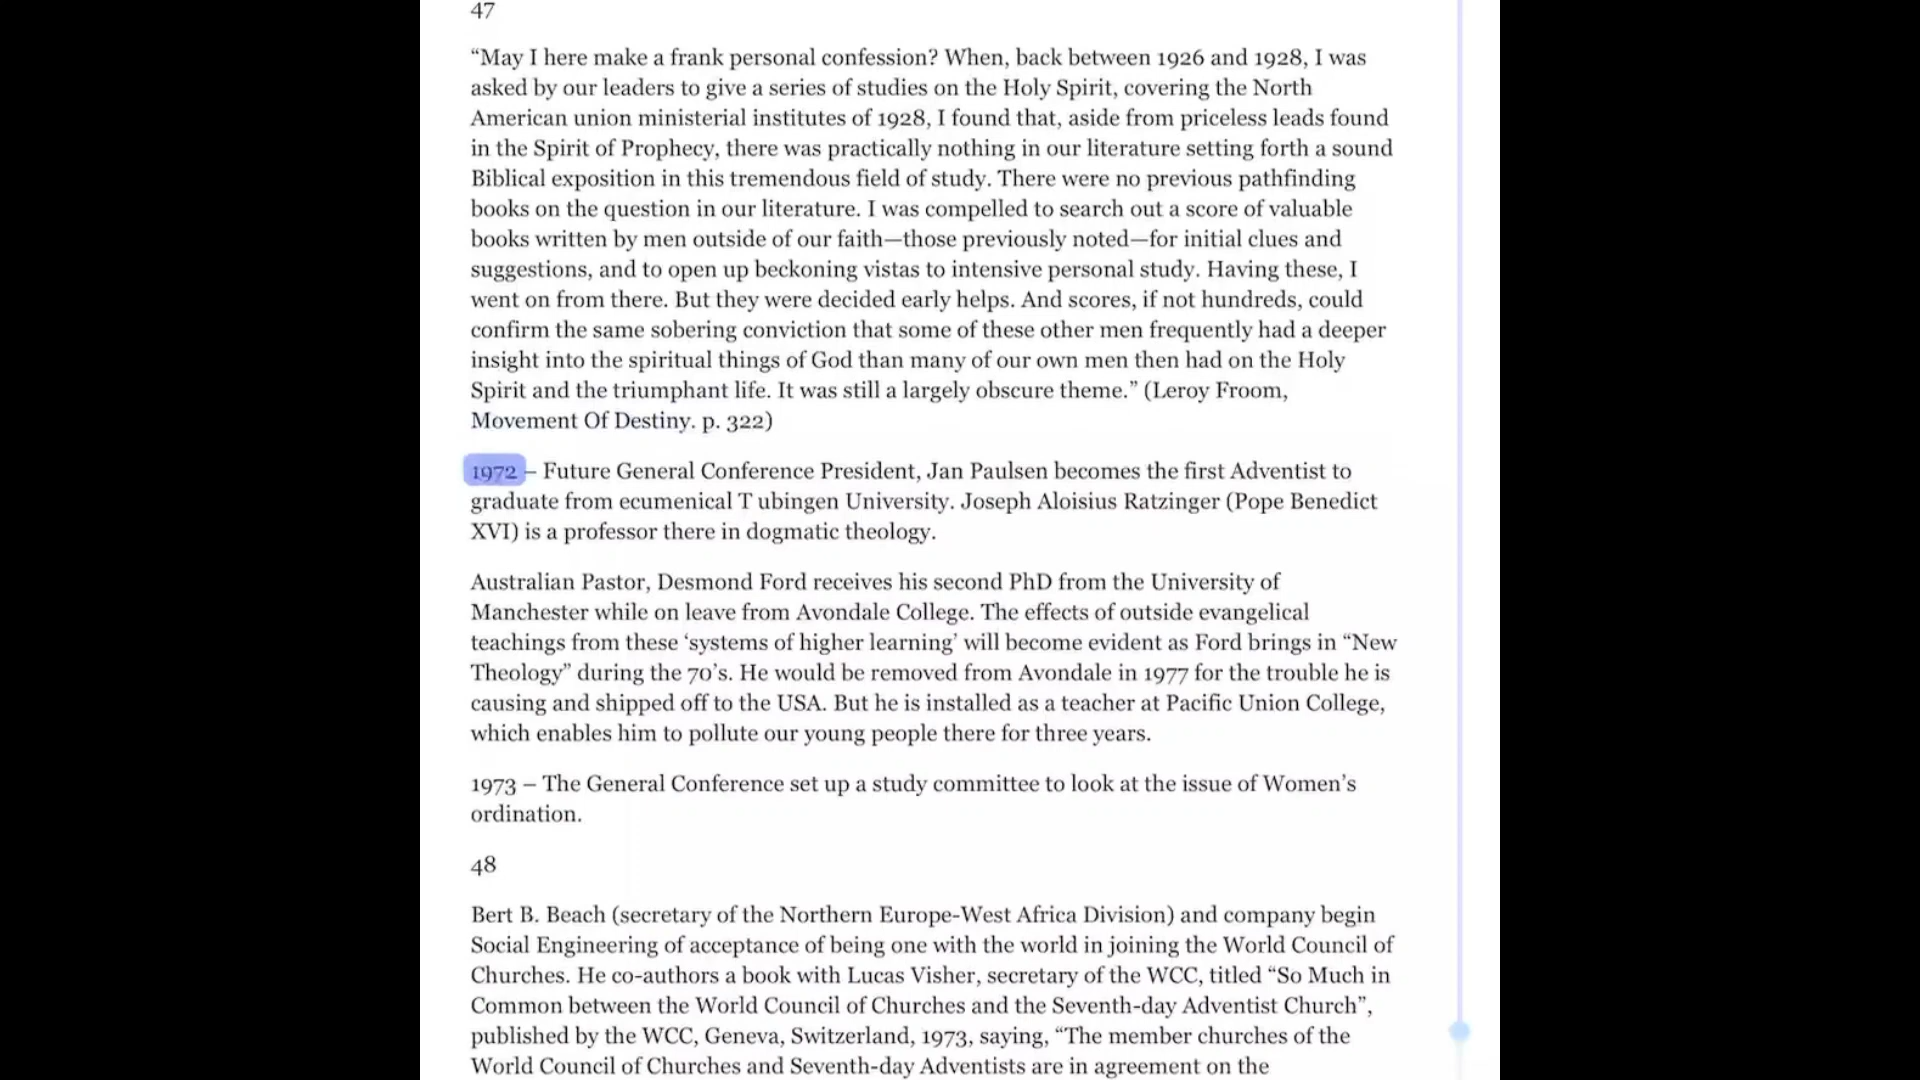 47
“May I here make a frank personal confession? When, back between 1926 and 1928, I was
asked by our leaders to give a series of studies on the Holy Spirit, covering the North
American union ministerial institutes of 1928, I found that, aside from priceless leads found
in the Spirit of Prophecy, there was practically nothing in our literature setting forth a sound
Biblical exposition in this tremendous field of study. There were no previous pathfinding
books on the question in our literature. I was compelled to search out a score of valuable
books written by men outside of our faith—those previously noted—for initial clues and
suggestions, and to open up beckoning vistas to intensive personal study. Having these, I
went on from there. But they were decided early helps. And scores, if not hundreds, could
confirm the same sobering conviction that some of these other men frequently had a deeper
insight into the spiritual things of God than many of our own men then had on the Holy
Spirit and the triumphant life. It was still a largely obscure theme.” (Leroy Froom,
Movement Of Destiny. p. 322)
1972 – Future General Conference President, Jan Paulsen becomes the first Adventist to
graduate from ecumenical T ubingen University. Joseph Aloisius Ratzinger (Pope Benedict
XVI) is a professor there in dogmatic theology.
Australian Pastor, Desmond Ford receives his second PhD from the University of
Manchester while on leave from Avondale College. The effects of outside evangelical
teachings from these ‘systems of higher learning’ will become evident as Ford brings in “New
Theology” during the 70’s. He would be removed from Avondale in 1977 for the trouble he is
causing and shipped off to the USA. But he is installed as a teacher at Pacific Union College,
which enables him to pollute our young people there for three years.
1973 – The General Conference set up a study committee to look at the issue of Women’s
ordination.
48
Bert B. Beach (secretary of the Northern Europe-West Africa Division) and company begin
Social Engineering of acceptance of being one with the world in joining the World Council of
Churches. He co-authors a book with Lucas Visher, secretary of the WCC, titled “So Much in
Common between the World Council of Churches and the Seventh-day Adventist Church”,
published by the WCC, Geneva, Switzerland, 1973, saying, “The member churches of the
World Council of Churches and Seventh-day Adventists are in agreement on the